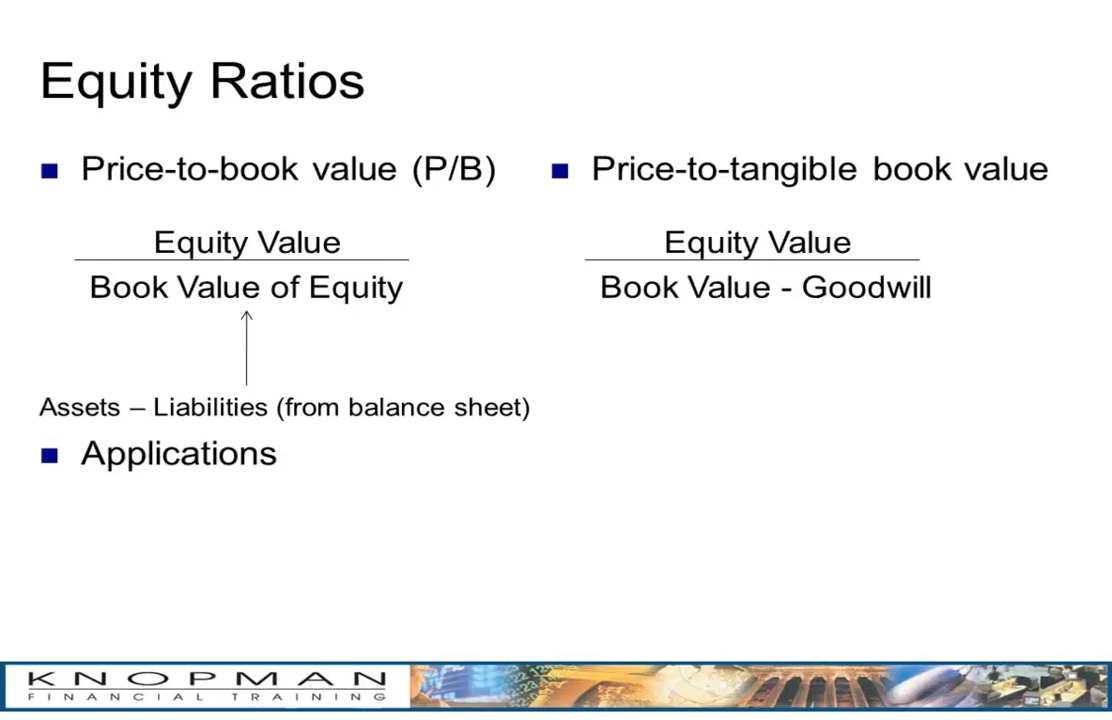 Equity Ratios
Price-to-book value (P/B)
Equity Value
Book Value of Equity
Assets – Liabilities (from balance sheet)
Price-to-tangible book value
Equity Value
Book Value - Goodwill
Applications
KNOPMAN
FINANCIAL TRAINING